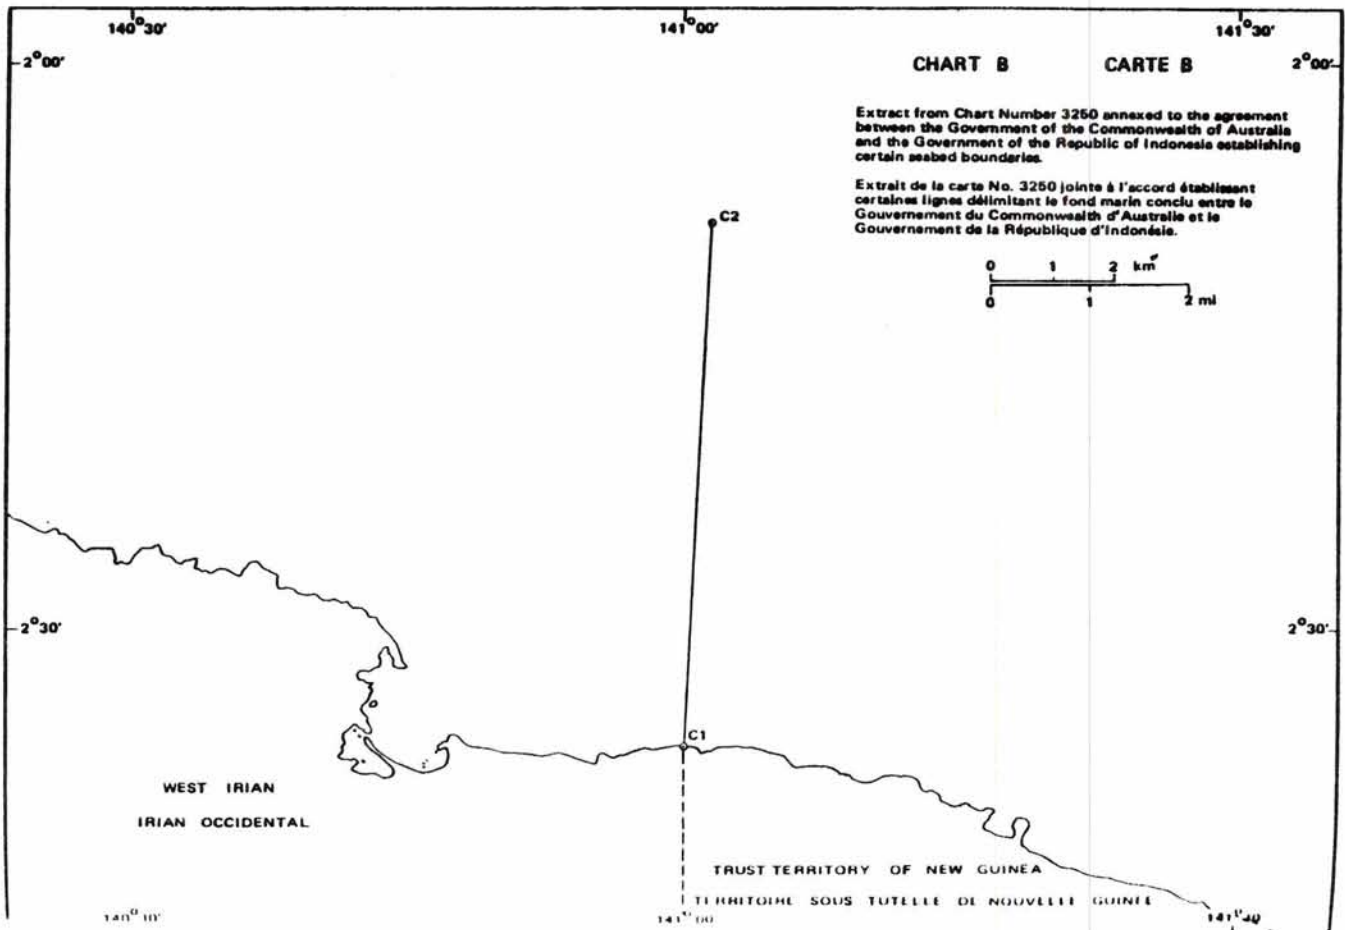 140°30'
141°00'
141°30'
2°00'
CHART B
CARTE B
2°00'
Extract from Chart Number 3250 annexed to the agreement
between the Government of the Commonwealth of Australia
and the Government of the Republic of Indonesia establishing
certain seabed boundaries.
Extrait de la carte No. 3250 jointe à l'accord établissant
certaines lignes délimitant le fond marin conclu entre le
Gouvernement du Commonwealth d'Australie et le
Gouvernement de la République d'Indonésie.
C2
0 1 2 km
0 1 2 mi
2°30'
2°30'
C1
WEST IRIAN
IRIAN OCCIDENTAL
TRUST TERRITORY OF NEW GUINEA
TERRITOIRE SOUS TUTELLE DE NOUVELLE GUINÉE
141°00